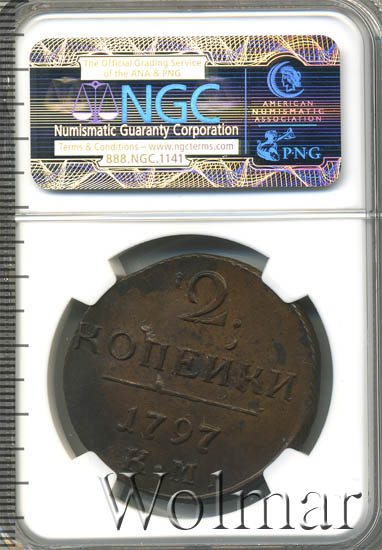 The Official Grading Service
of the ANA & PNG
NGC
Numismatic Guaranty Corporation
Terms & Conditions – www.ngcterms.com
888.NGC.1141
AMERICAN
NUMISMATIC
ASSOCIATION
PNG
2
КОПЕЙКИ
1797
К.М.
Wolmar